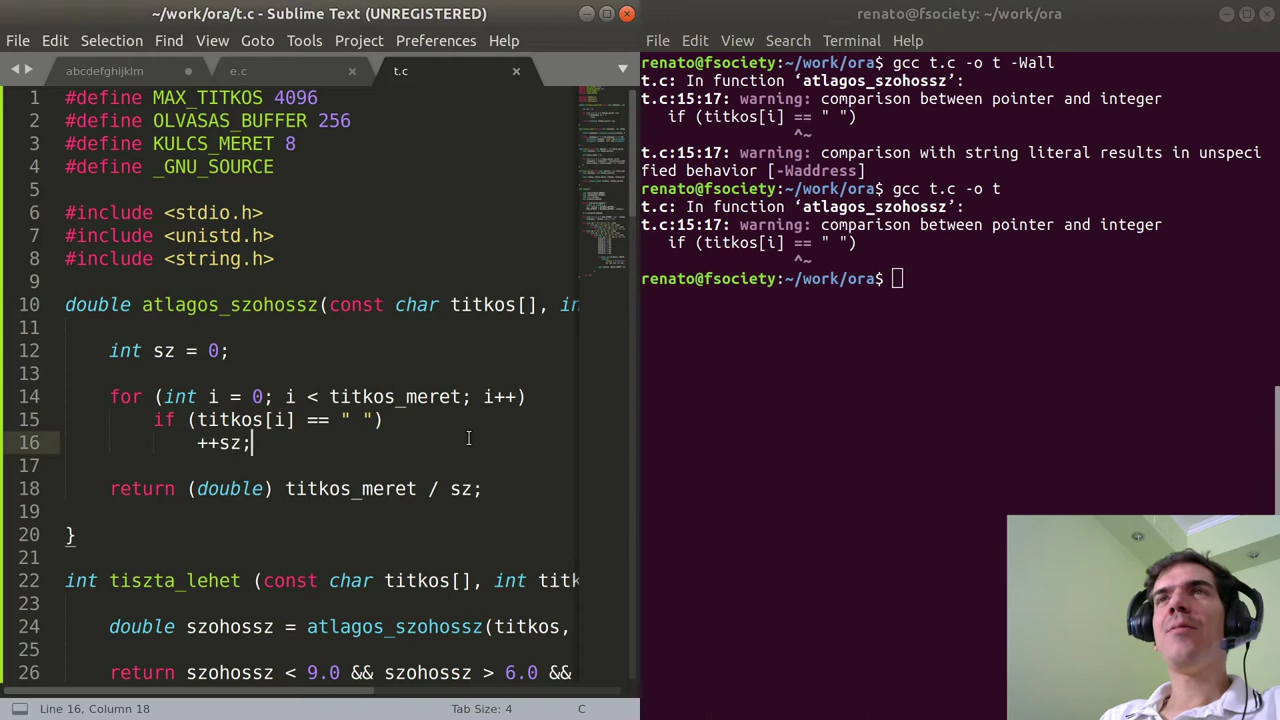 ~/work/ora/t.c - Sublime Text (UNREGISTERED)
File Edit Selection Find View Goto Tools Project Preferences Help
abcdefghijklm e.c t.c
1 #define MAX_TITKOS 4096
2 #define OLVASAS_BUFFER 256
3 #define KULCS_MERET 8
4 #define _GNU_SOURCE
5
6 #include <stdio.h>
7 #include <unistd.h>
8 #include <string.h>
9
10 double atlagos_szohossz(const char titkos[], in
11
12 int sz = 0;
13
14 for (int i = 0; i < titkos_meret; i++)
15 if (titkos[i] == " ")
16 ++sz;
17
18 return (double) titkos_meret / sz;
19
20 }
21
22 int tiszta_lehet (const char titkos[], int titk
23
24 double szohossz = atlagos_szohossz(titkos,
25
26 return szohossz < 9.0 && szohossz > 6.0 &&
Line 16, Column 18 Tab Size: 4 C
renato@fsociety: ~/work/ora
File Edit View Search Terminal Help
renato@fsociety:~/work/ora$ gcc t.c -o t -Wall
t.c: In function ‘atlagos_szohossz’:
t.c:15:17: warning: comparison between pointer and integer
if (titkos[i] == " ")
^~
t.c:15:17: warning: comparison with string literal results in unspeci
fied behavior [-Waddress]
renato@fsociety:~/work/ora$ gcc t.c -o t
t.c: In function ‘atlagos_szohossz’:
t.c:15:17: warning: comparison between pointer and integer
if (titkos[i] == " ")
^~
renato@fsociety:~/work/ora$